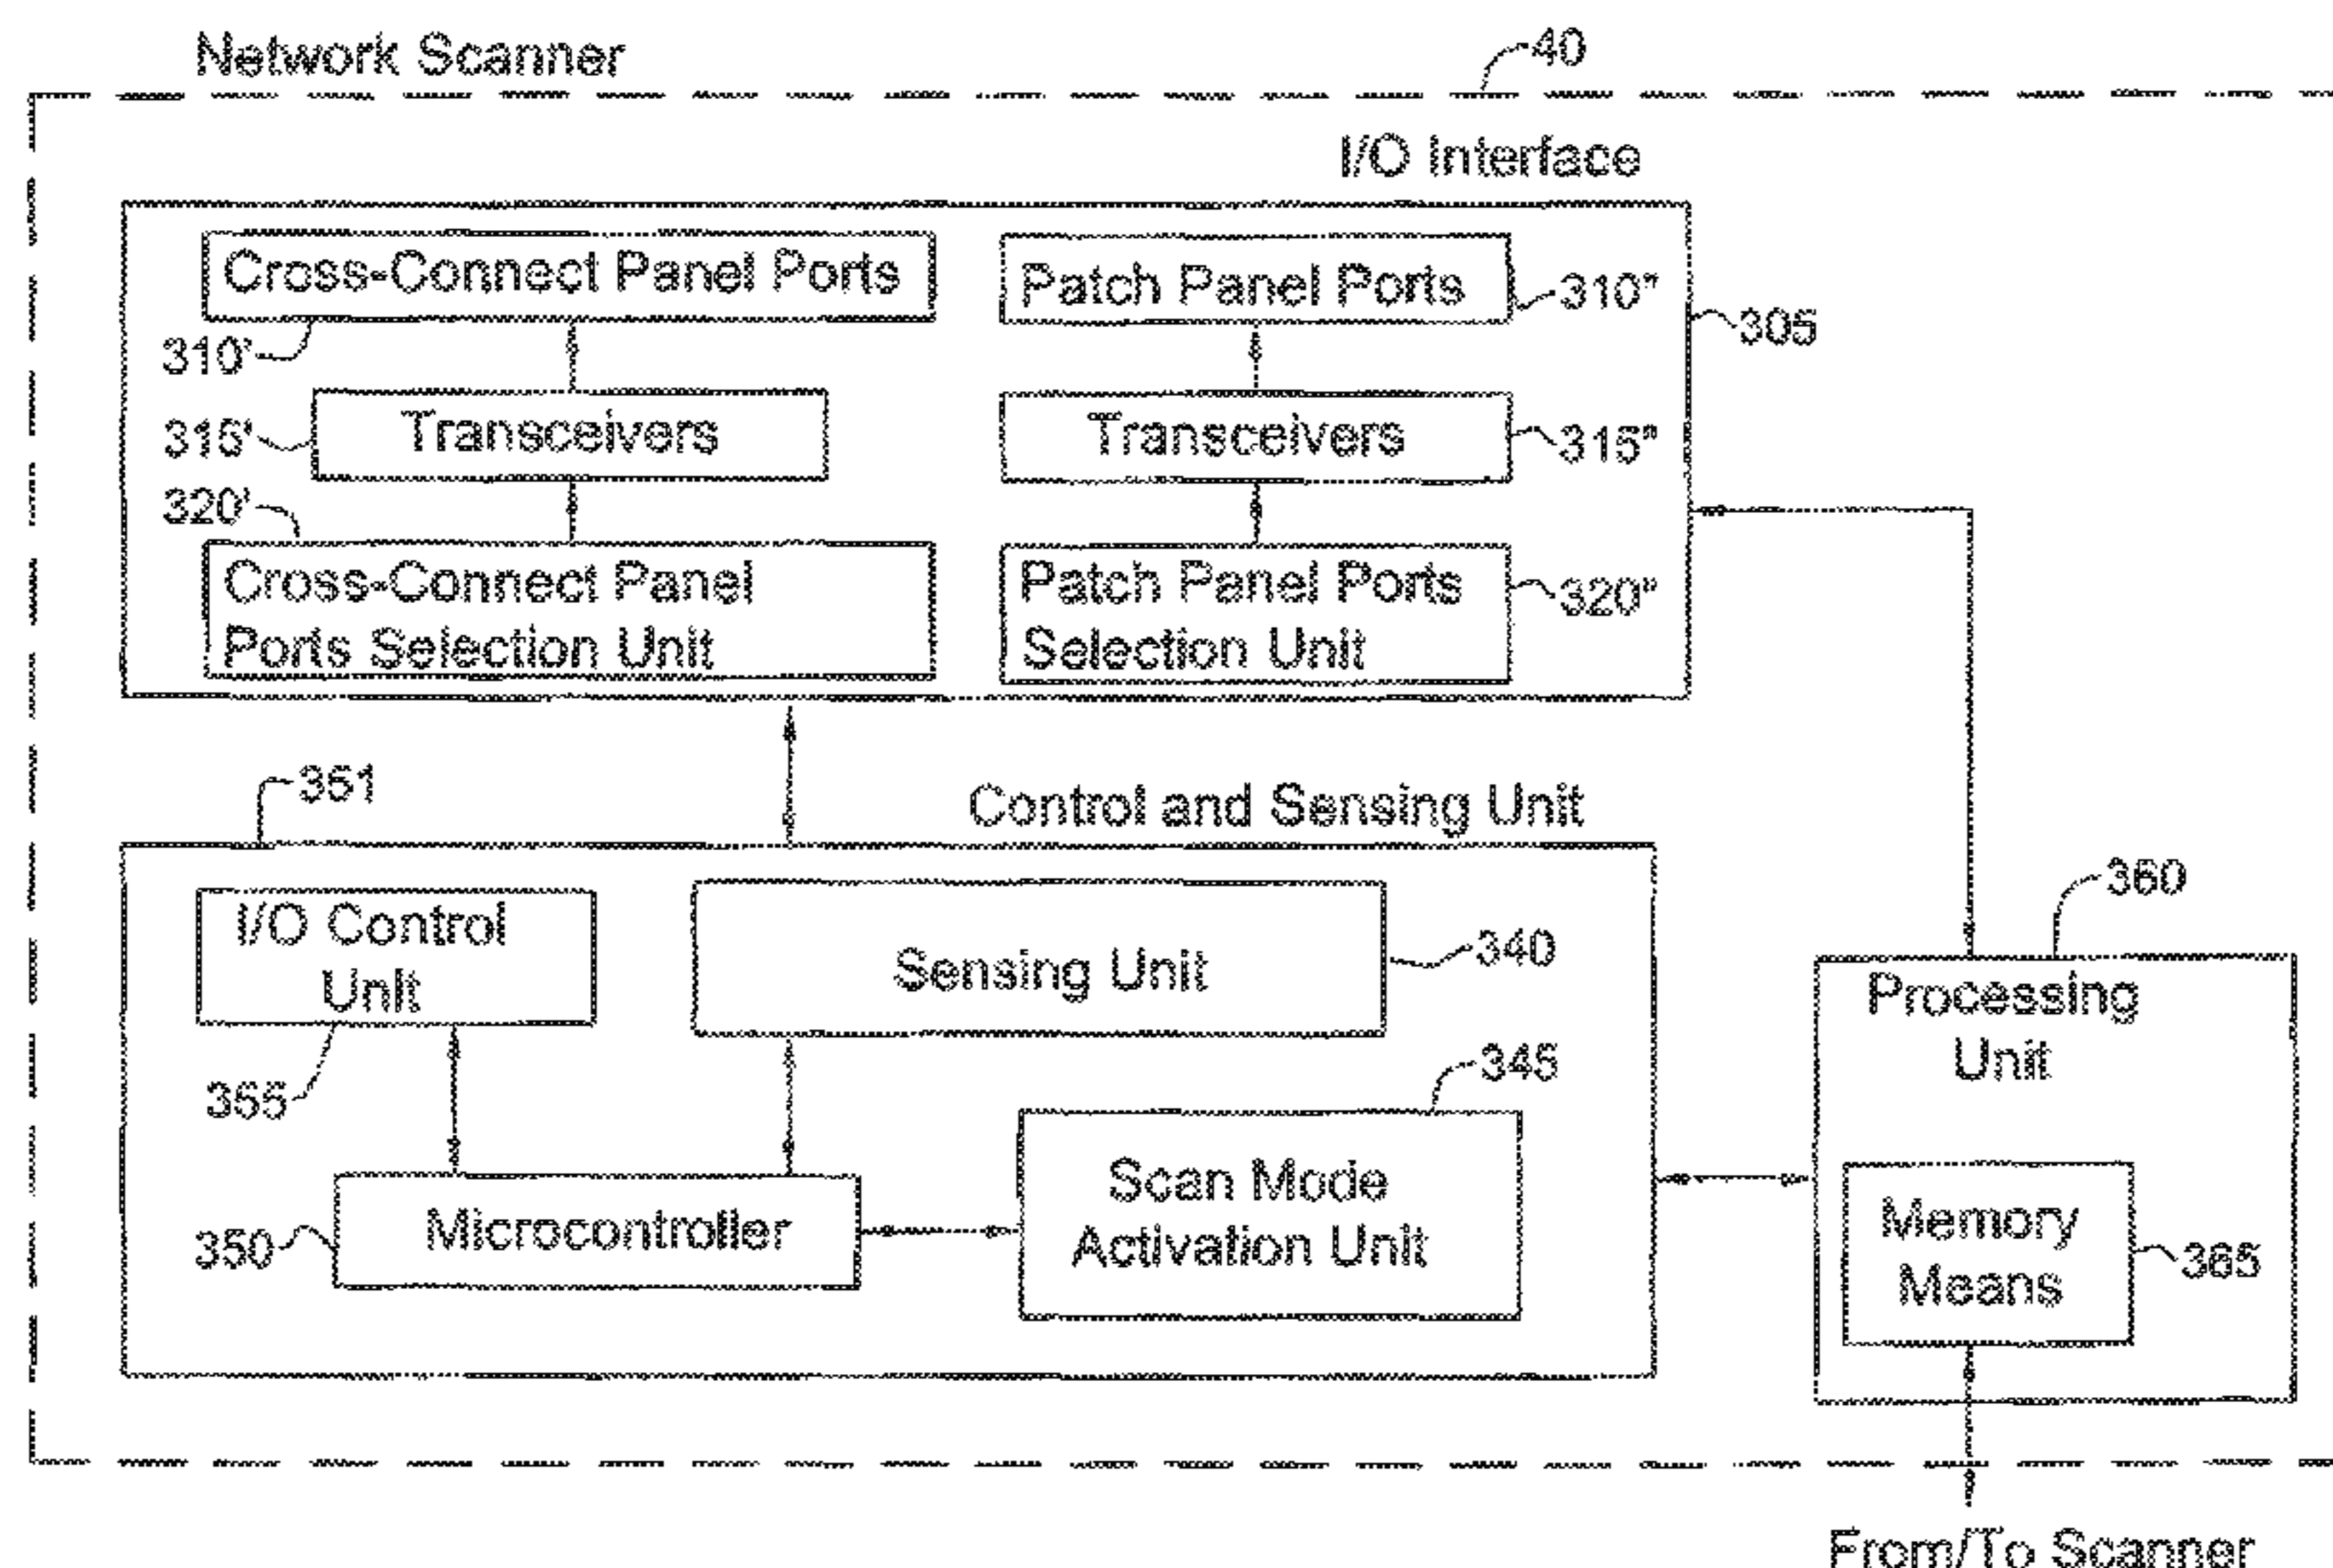 Network Scanner
40
I/O Interface
Cross-Connect Panel Ports
Patch Panel Ports
310"
305
310'
Transceivers
Transceivers
315'
315"
320'
Cross-Connect Panel
Ports Selection Unit
Patch Panel Ports
Selection Unit
320"
351
Control and Sensing Unit
I/O Control
Unit
Sensing Unit
340
360
Processing
Unit
355
345
Scan Mode
Activation Unit
Microcontroller
350
Memory
Means
365
From/To Scanner